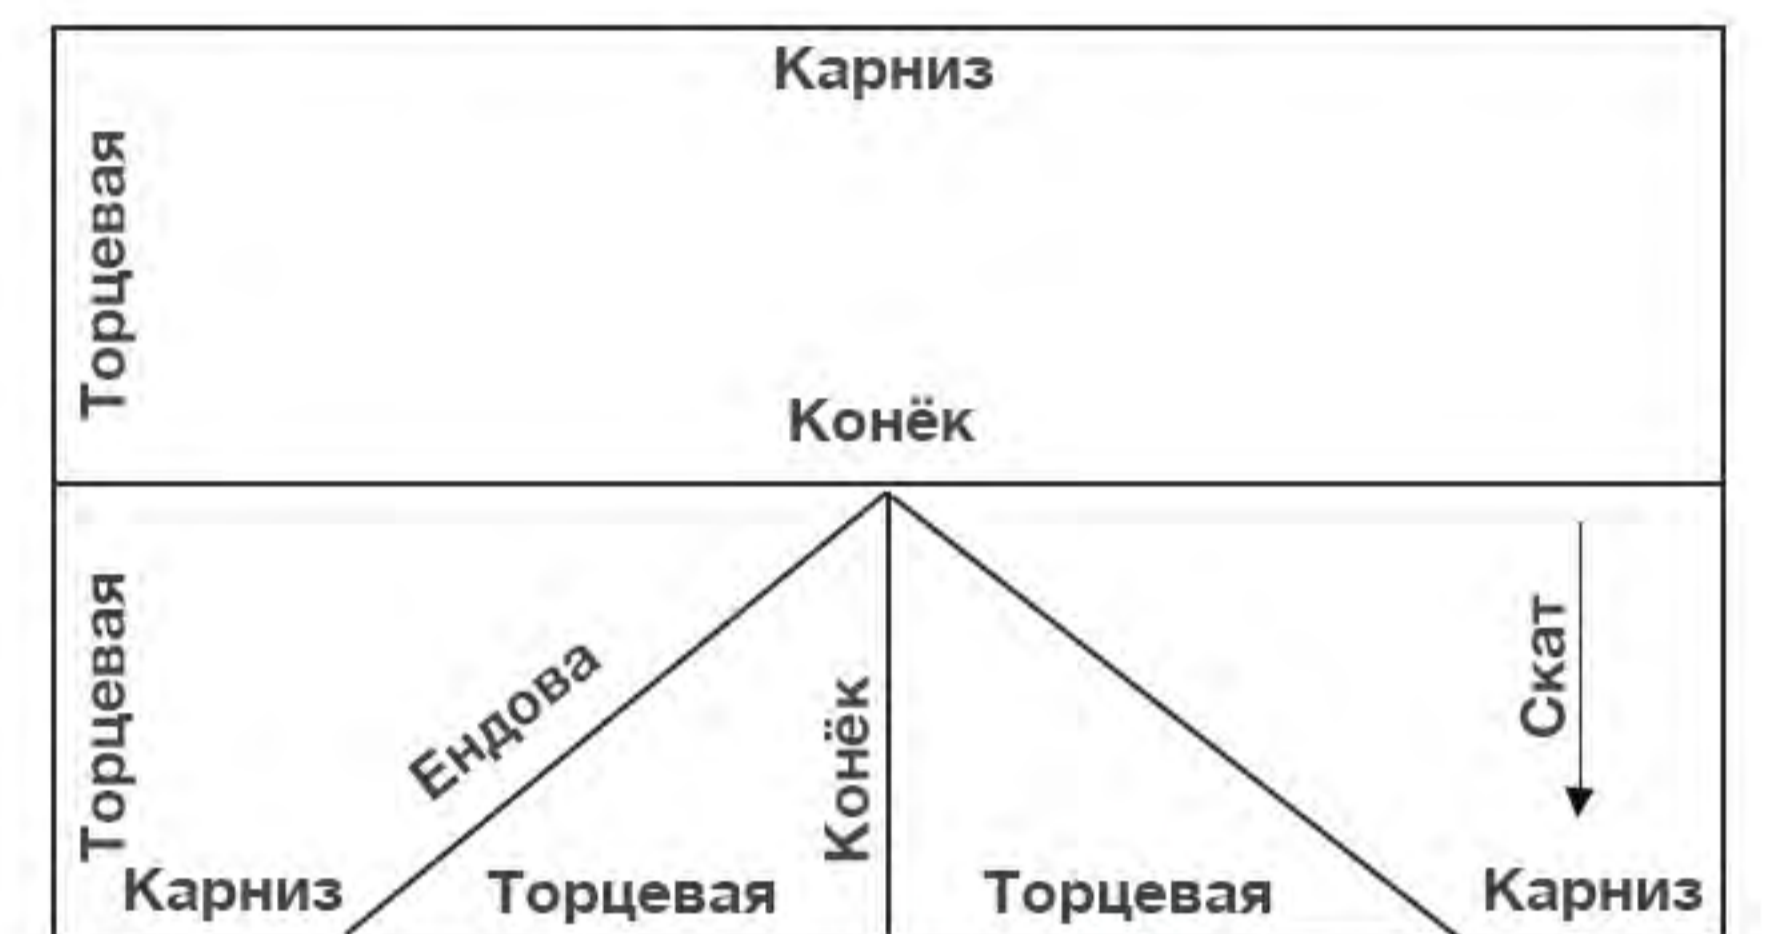 Карниз
Торцевая
Конёк
Торцевая
Ендова
Конёк
Скат
Карниз
Торцевая
Торцевая
Карниз